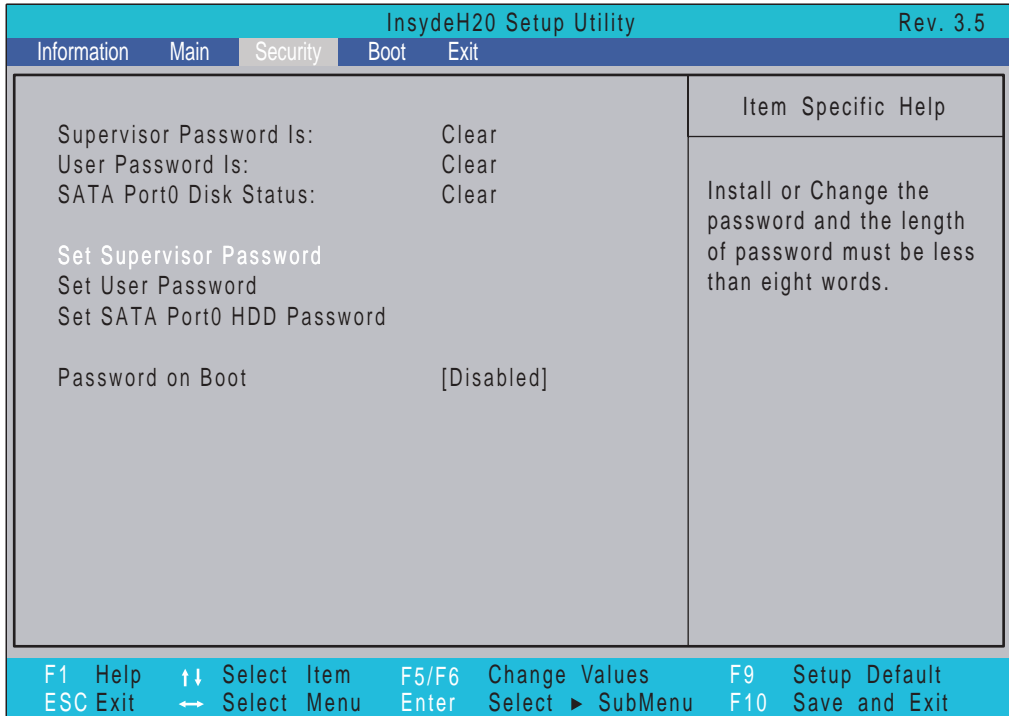 InsydeH20 Setup Utility Rev. 3.5
Information Main Security Boot Exit
Item Specific Help
Supervisor Password Is: Clear
User Password Is: Clear
SATA Port0 Disk Status: Clear
Set Supervisor Password
Set User Password
Set SATA Port0 HDD Password
Password on Boot [Disabled]
Install or Change the
password and the length
of password must be less
than eight words.
F1 Help ↑↓ Select Item F5/F6 Change Values F9 Setup Default
ESC Exit ↔ Select Menu Enter Select ► SubMenu F10 Save and Exit